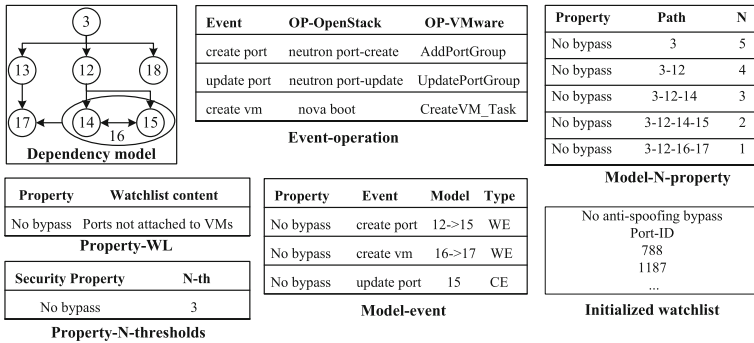 3
13 12 18
17 14 15
16
Dependency model
Event OP-OpenStack OP-VMware
create port neutron port-create AddPortGroup
update port neutron port-update UpdatePortGroup
create vm nova boot CreateVM_Task
Event-operation
Property Path N
No bypass 3 5
No bypass 3-12 4
No bypass 3-12-14 3
No bypass 3-12-14-15 2
No bypass 3-12-16-17 1
Model-N-property
Property Watchlist content
No bypass Ports not attached to VMs
Property-WL
Security Property N-th
No bypass 3
Property-N-thresholds
Property Event Model Type
No bypass create port 12->15 WE
No bypass create vm 16->17 WE
No bypass update port 15 CE
Model-event
No anti-spoofing bypass
Port-ID
788
1187
...
Initialized watchlist